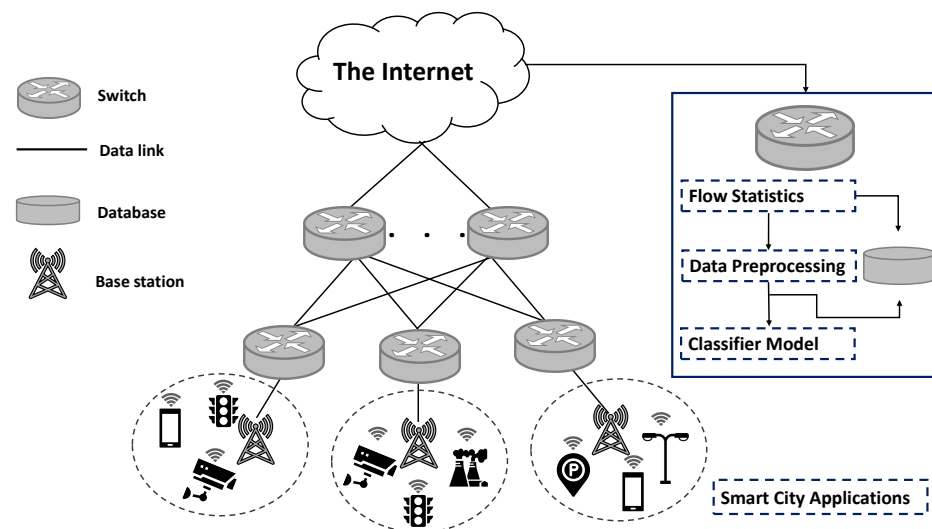 The Internet
Switch
Data link
Database
Base station
. . .
Flow Statistics
Data Preprocessing
Classifier Model
P
P
Smart City Applications